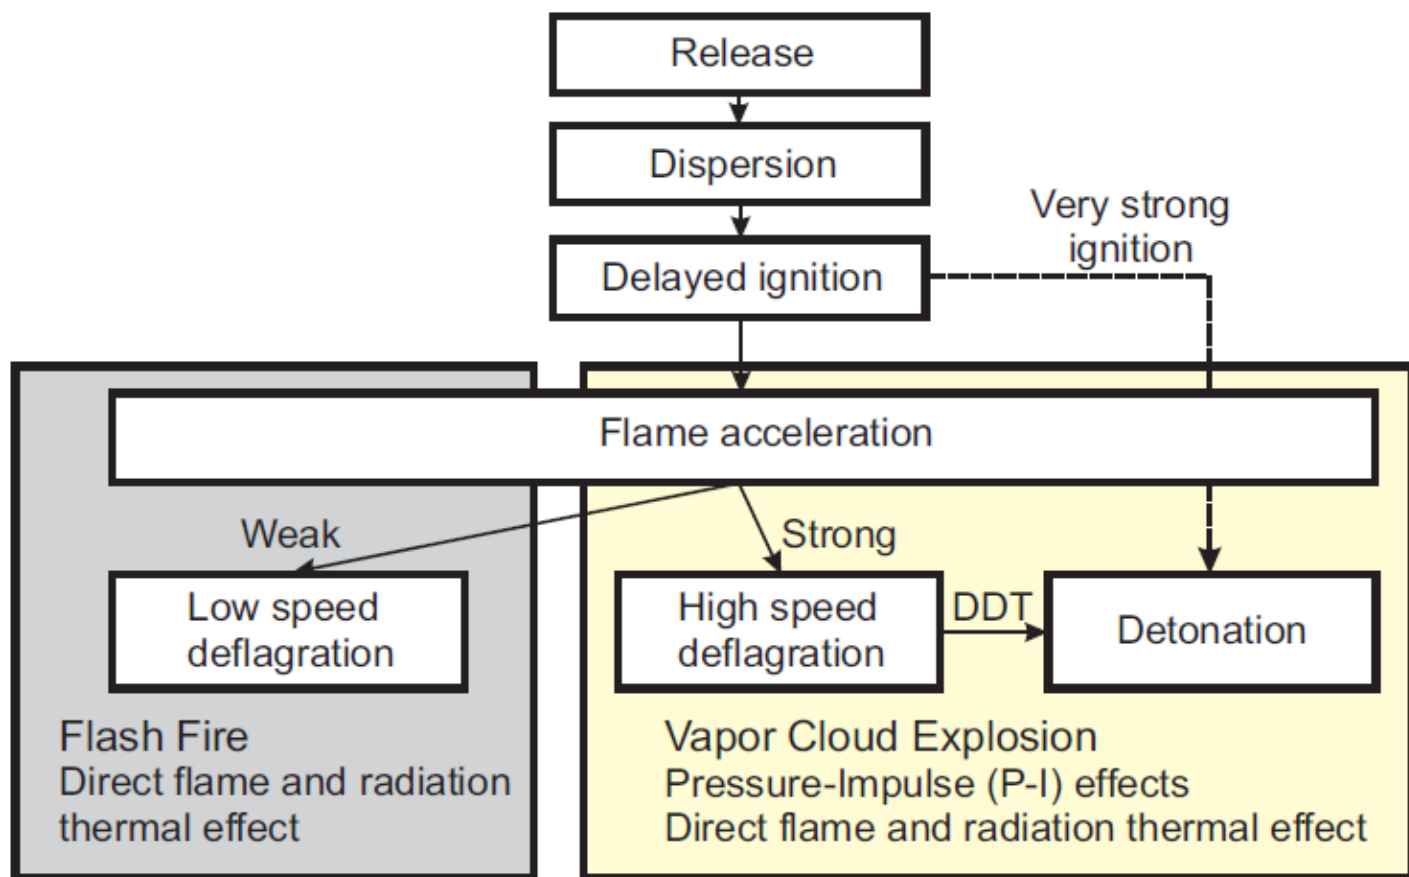 Release
Dispersion
Very strong
ignition
Delayed ignition
Flame acceleration
Weak
Strong
Low speed
deflagration
High speed
deflagration
DDT
Detonation
Flash Fire
Direct flame and radiation
thermal effect
Vapor Cloud Explosion
Pressure-Impulse (P-I) effects
Direct flame and radiation thermal effect